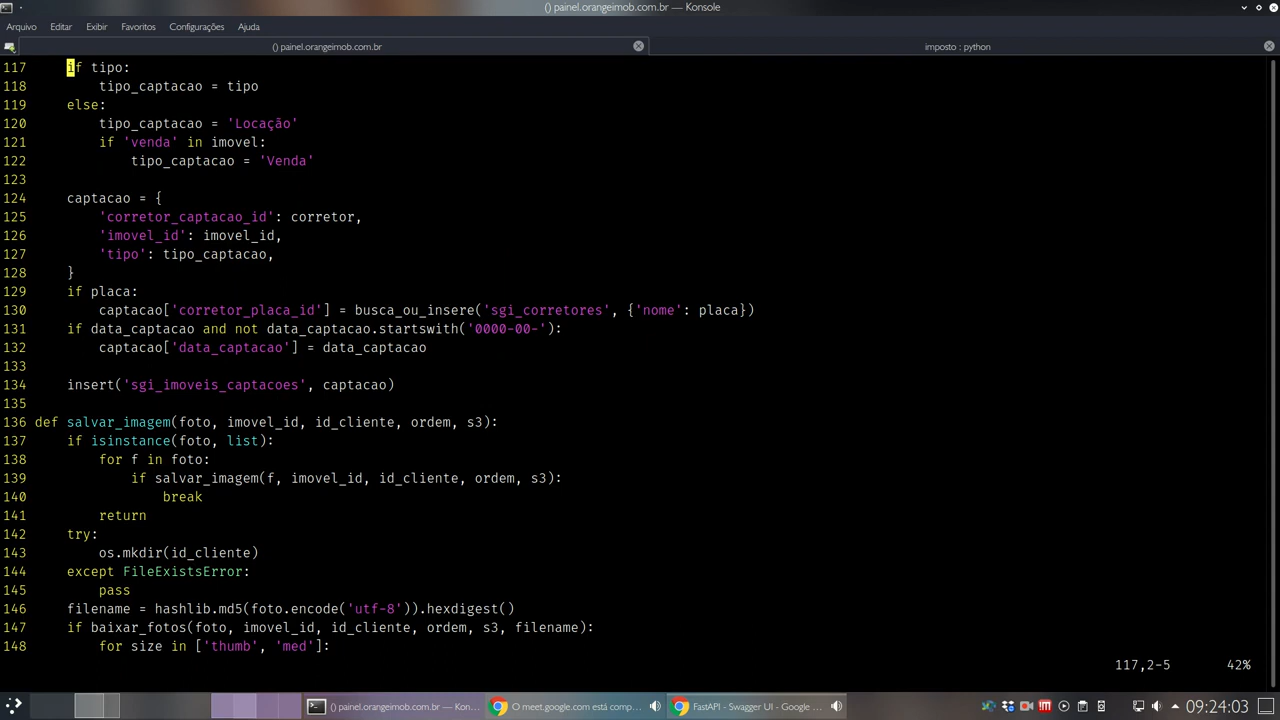 () painel.orangeimob.com.br — Konsole
Arquivo Editar Exibir Favoritos Configurações Ajuda
() painel.orangeimob.com.br imposto : python
117     if tipo:
118         tipo_captacao = tipo
119     else:
120         tipo_captacao = 'Locação'
121         if 'venda' in imovel:
122             tipo_captacao = 'Venda'
123
124     captacao = {
125         'corretor_captacao_id': corretor,
126         'imovel_id': imovel_id,
127         'tipo': tipo_captacao,
128     }
129     if placa:
130         captacao['corretor_placa_id'] = busca_ou_insere('sgi_corretores', {'nome': placa})
131     if data_captacao and not data_captacao.startswith('0000-00-'):
132         captacao['data_captacao'] = data_captacao
133
134     insert('sgi_imoveis_captacoes', captacao)
135
136 def salvar_imagem(foto, imovel_id, id_cliente, ordem, s3):
137     if isinstance(foto, list):
138         for f in foto:
139             if salvar_imagem(f, imovel_id, id_cliente, ordem, s3):
140                 break
141         return
142     try:
143         os.mkdir(id_cliente)
144     except FileExistsError:
145         pass
146     filename = hashlib.md5(foto.encode('utf-8')).hexdigest()
147     if baixar_fotos(foto, imovel_id, id_cliente, ordem, s3, filename):
148         for size in ['thumb', 'med']:
117,2-5 42%
() painel.orangeimob.com.br — Kon... O meet.google.com está comp... FastAPI - Swagger UI - Google ... 09:24:03